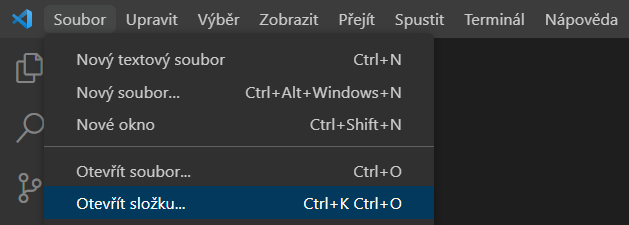 Soubor Upravit Výběr Zobrazit Přejít Spustit Terminál Nápověda
Nový textový soubor Ctrl+N
Nový soubor... Ctrl+Alt+Windows+N
Nové okno Ctrl+Shift+N
Otevřít soubor... Ctrl+O
Otevřít složku... Ctrl+K Ctrl+O